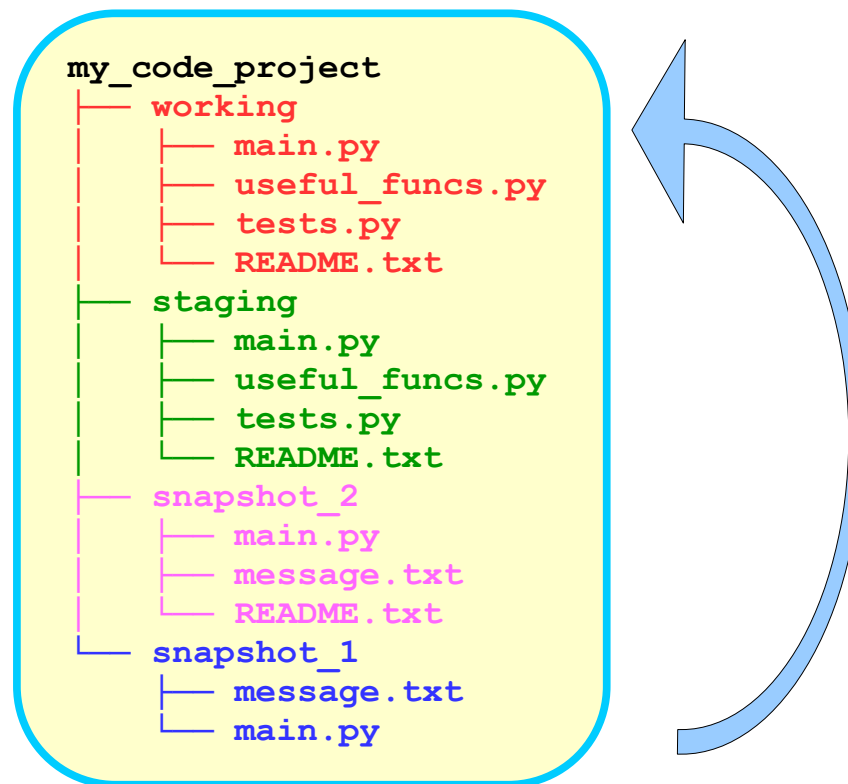 my_code_project
├── working
│   ├── main.py
│   ├── useful_funcs.py
│   ├── tests.py
│   └── README.txt
├── staging
│   ├── main.py
│   ├── useful_funcs.py
│   ├── tests.py
│   └── README.txt
├── snapshot_2
│   ├── main.py
│   ├── message.txt
│   └── README.txt
└── snapshot_1
    ├── message.txt
    └── main.py